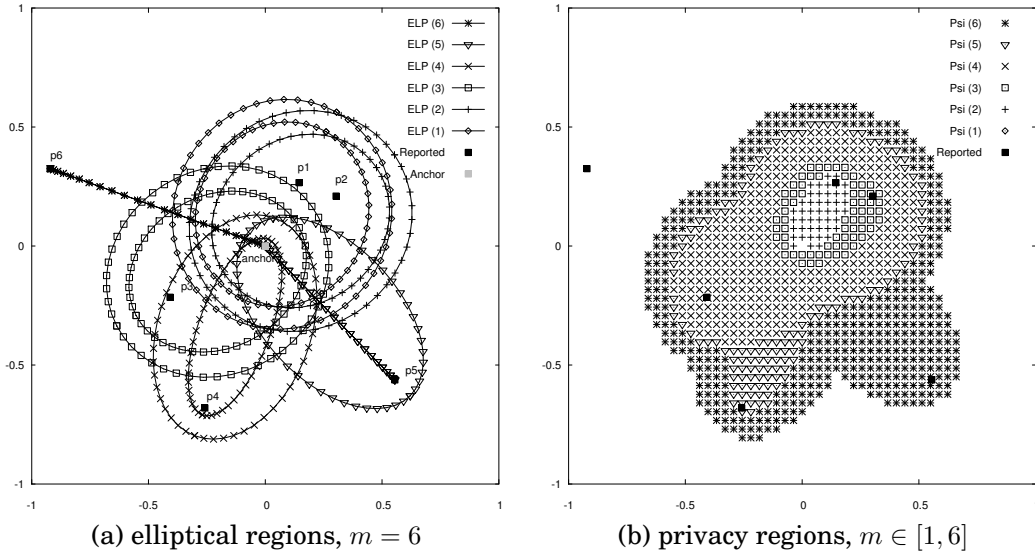 1
0.5
0
-0.5
-1
-1
-0.5
0
0.5
1
ELP (6)
ELP (5)
ELP (4)
ELP (3)
ELP (2)
ELP (1)
Reported
Anchor
p6
p1
p2
anchor
p3
p5
p4
(a) elliptical regions, m = 6
1
0.5
0
-0.5
-1
-1
-0.5
0
0.5
1
Psi (6)
Psi (5)
Psi (4)
Psi (3)
Psi (2)
Psi (1)
Reported
(b) privacy regions, m ∈ [1, 6]